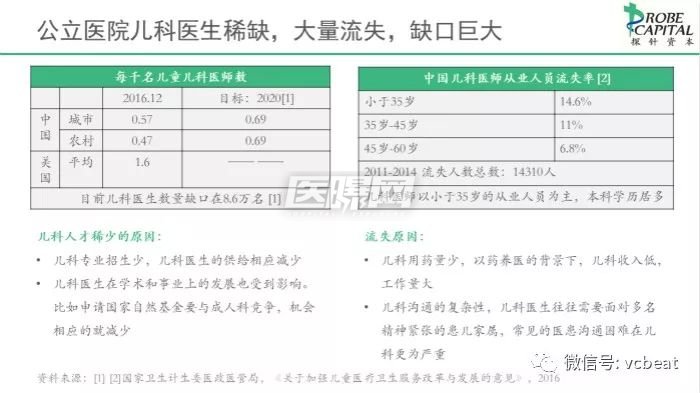 公立医院儿科医生稀缺，大量流失，缺口巨大
PROBE
CAPITAL
探针资本
每千名儿童儿科医师数
2016.12 目标：2020[1]
中国 城市 0.57 0.69
农村 0.47 0.69
美国 平均 1.6 ——
目前儿科医生数量缺口在8.6万名 [1]
中国儿科医师从业人员流失率[2]
小于35岁 14.6%
35岁-45岁 11%
45岁-60岁 6.8%
2011-2014 流失人数总数：14310人
儿科医师以小于35岁的从业人员为主，本科学历居多
医晓网
儿科人才稀少的原因：
• 儿科专业招生少，儿科医生的供给相应减少
• 儿科医生在学术和事业上的发展也受到影响。
比如申请国家自然基金要与成人科竞争，机会
相应的就减少
流失原因：
• 儿科用药量少，以药养医的背景下，儿科收入低，
工作量大
• 儿科沟通的复杂性，儿科医生往往需要面对多名
精神紧张的患儿家属，常见的医患沟通困难在儿
科更为严重
资料来源：[1] [2]国家卫生计生委医政医管局，《关于加强儿童医疗卫生服务改革与发展的意见》，2016
微信号: vcbeat